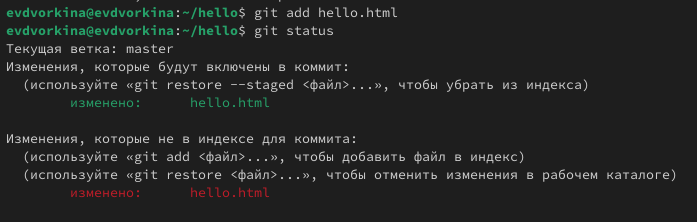 evdvorkina@evdvorkina:~/hello$ git add hello.html
evdvorkina@evdvorkina:~/hello$ git status
Текущая ветка: master
Изменения, которые будут включены в коммит:
  (используйте «git restore --staged <файл>...», чтобы убрать из индекса)
        изменено:      hello.html

Изменения, которые не в индексе для коммита:
  (используйте «git add <файл>...», чтобы добавить файл в индекс)
  (используйте «git restore <файл>...», чтобы отменить изменения в рабочем каталоге)
        изменено:      hello.html